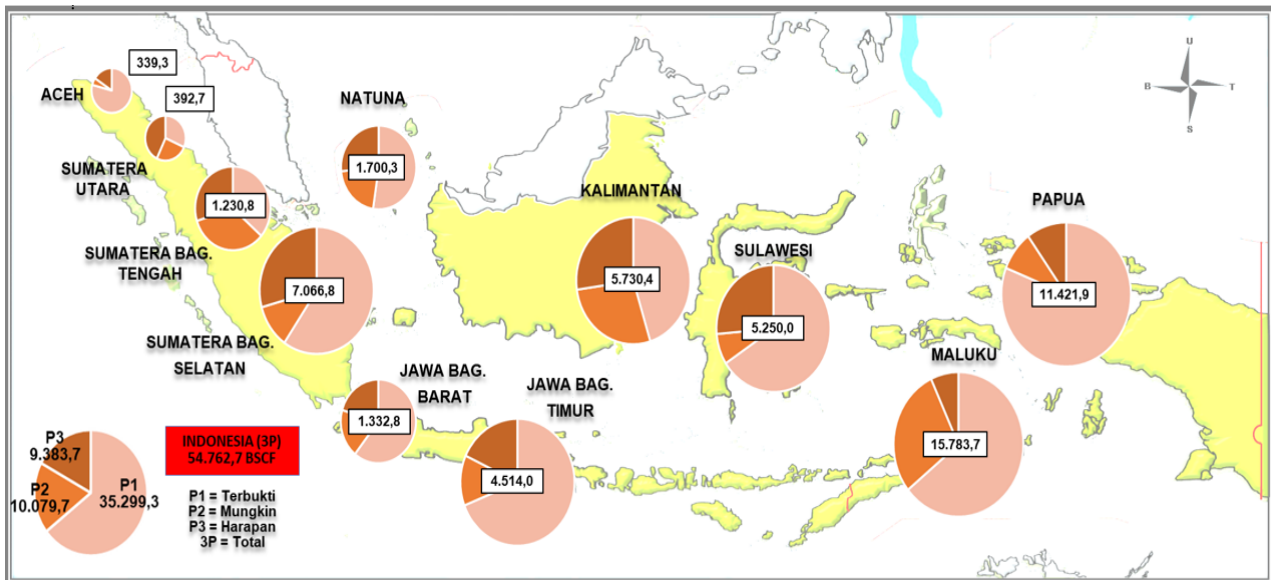 U
B
T
S
339,3
ACEH
392,7
NATUNA
SUMATERA
UTARA
1.700,3
1.230,8
KALIMANTAN
PAPUA
SUMATERA BAG.
TENGAH
SULAWESI
7.066,8
5.730,4
11.421,9
5.250,0
SUMATERA BAG.
SELATAN
MALUKU
JAWA BAG.
BARAT
JAWA BAG.
TIMUR
1.332,8
15.783,7
4.514,0
P3
9.383,7
P2
10.079,7
P1
35.299,3
INDONESIA (3P)
54.762,7 BSCF
P1 = Terbukti
P2 = Mungkin
P3 = Harapan
3P = Total